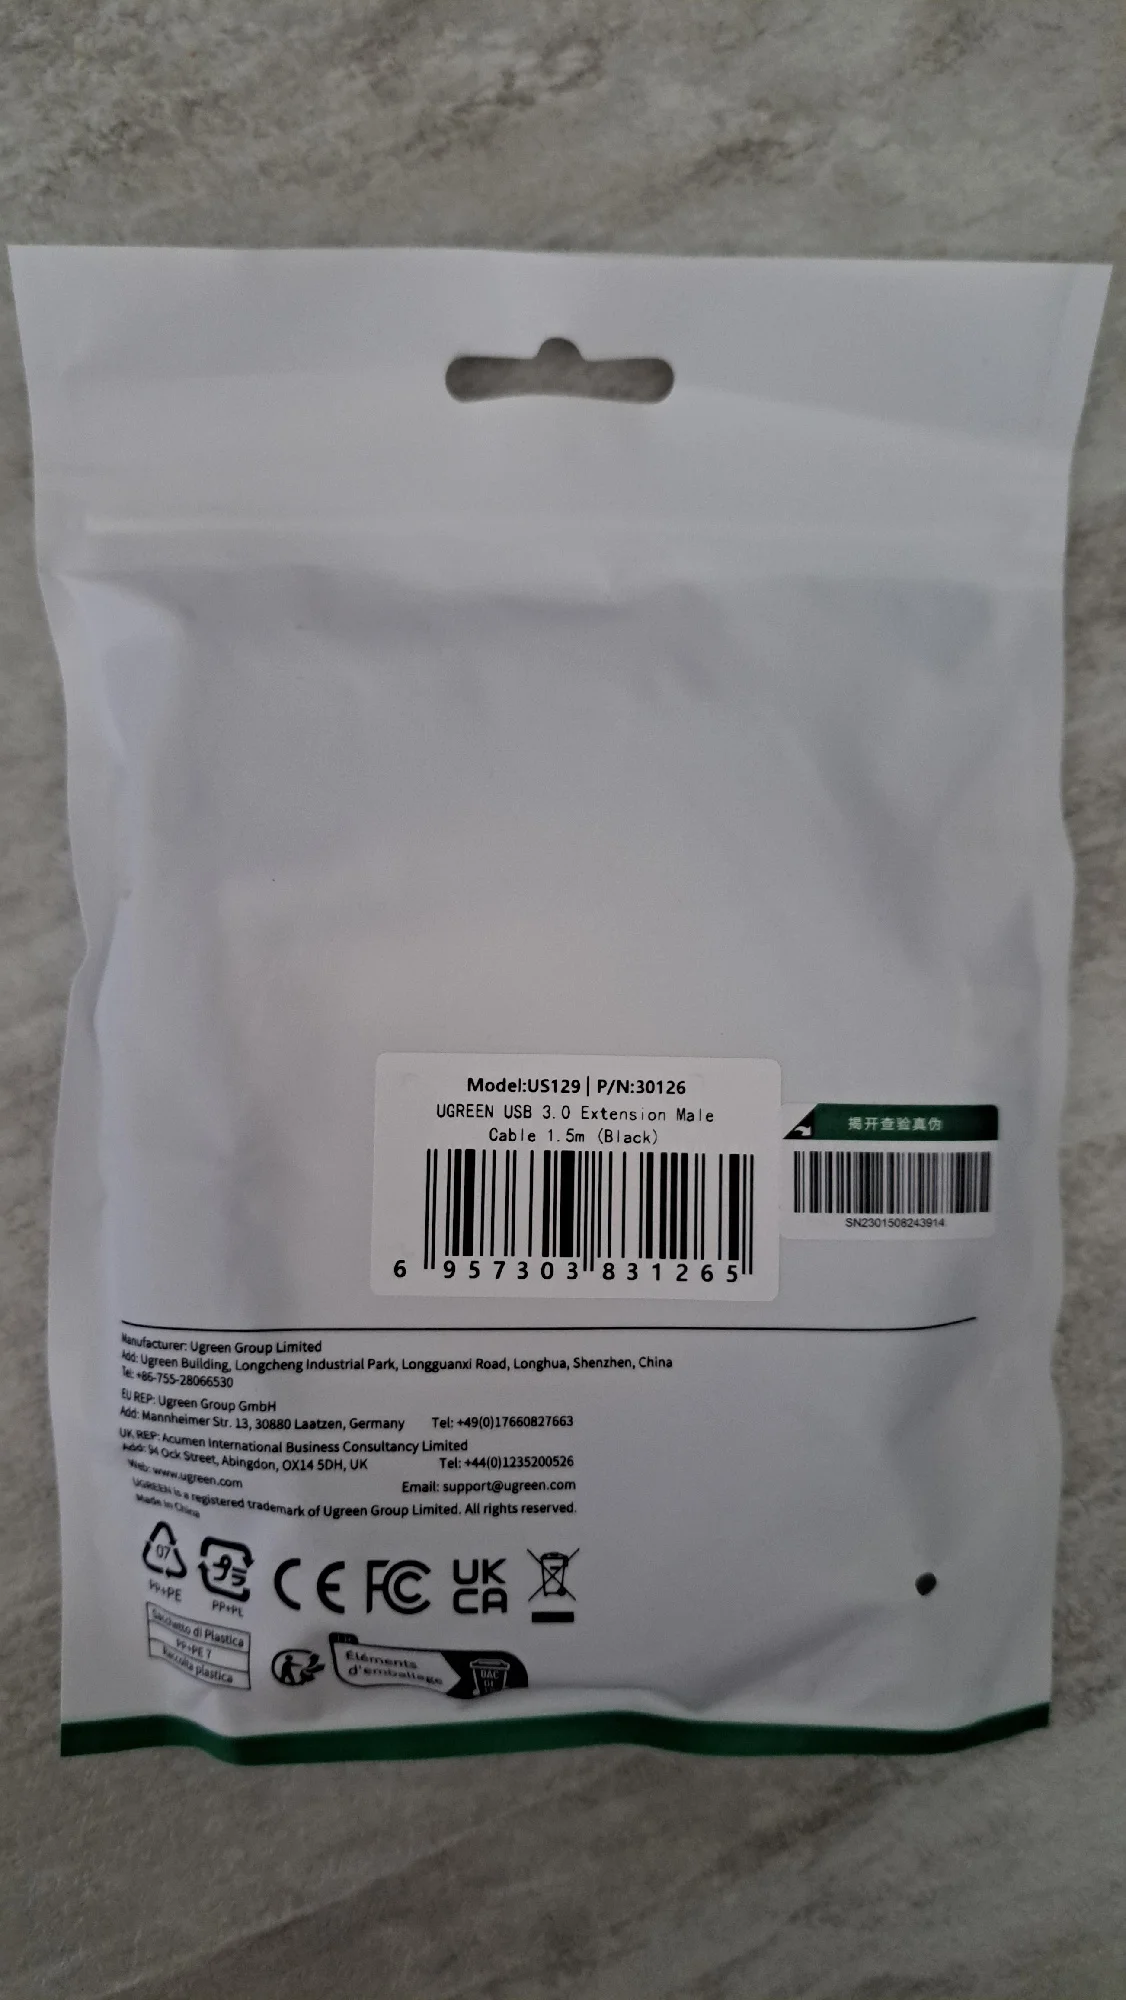 Model:US129 | P/N:30126
UGREEN USB 3.0 Extension Male
Cable 1.5m (Black)
6 957303 831265
揭开查验真伪
SN2301508243914
Manufacturer: Ugreen Group Limited
Add: Ugreen Building, Longcheng Industrial Park, Longguanxi Road, Longhua, Shenzhen, China
Tel: +86-755-28066530
EU REP: Ugreen Group GmbH
Add: Mannheimer Str. 13, 30880 Laatzen, Germany Tel: +49(0)17660827663
UK REP: Acumen International Business Consultancy Limited
Add: 94 Ock Street, Abingdon, OX14 5DH, UK Tel: +44(0)1235200526
Web: www.ugreen.com Email: support@ugreen.com
UGREEN is a registered trademark of Ugreen Group Limited. All rights reserved.
Made in China
07
PP+PE
プラ
PP+PE
CE FC UK
CA
Sacchetto di Plastica
PP+PE 7
Raccolta plastica
Éléments
d'emballage
BAC
DE